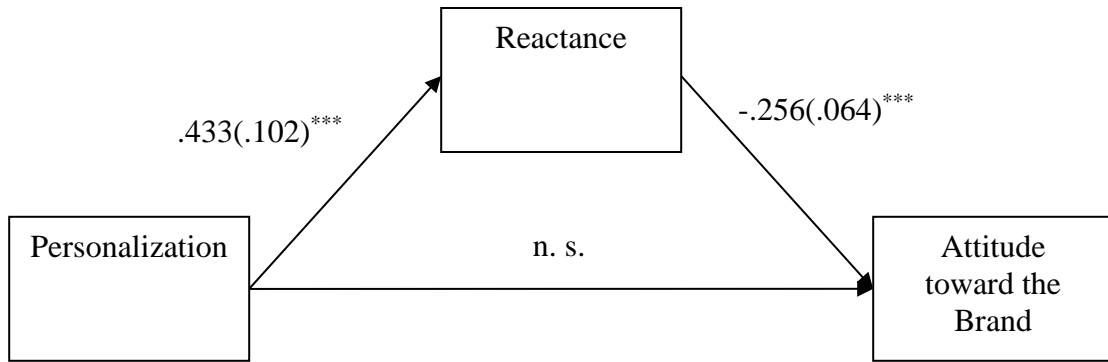 Reactance
.433(.102)***
-.256(.064)***
Personalization
n. s.
Attitude
toward the
Brand